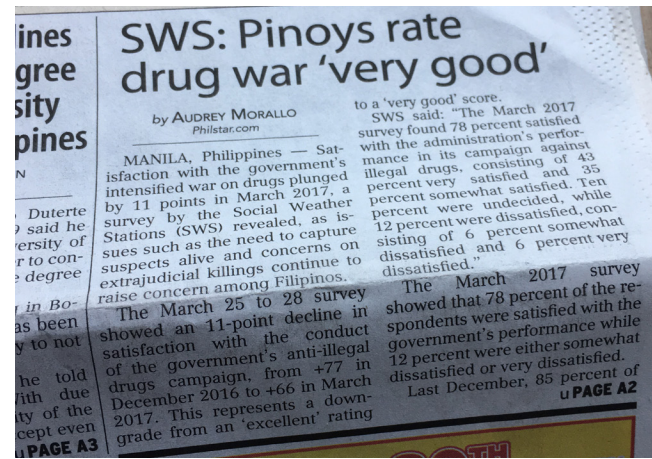 ines
gree
sity
pines
N
Duterte
said he
ersity of
r to con-
e degree
in Bo-
as been
y to not
he told
ith due
ity of the
cept even
u PAGE A3
SWS: Pinoys rate
drug war ‘very good’
by AUDREY MORALLO
Philstar.com
MANILA, Philippines — Sat-
isfaction with the government’s
intensified war on drugs plunged
by 11 points in March 2017, a
survey by the Social Weather
Stations (SWS) revealed, as is-
sues such as the need to capture
suspects alive and concerns on
extrajudicial killings continue to
raise concern among Filipinos.
The March 25 to 28 survey
showed an 11-point decline in
satisfaction with the conduct
of the government’s anti-illegal
drugs campaign, from +77 in
December 2016 to +66 in March
2017. This represents a down-
grade from an ‘excellent’ rating
to a ‘very good’ score.
SWS said: “The March 2017
survey found 78 percent satisfied
with the administration’s perfor-
mance in its campaign against
illegal drugs, consisting of 43
percent very satisfied and 35
percent somewhat satisfied. Ten
percent were undecided, while
12 percent were dissatisfied, con-
sisting of 6 percent somewhat
dissatisfied and 6 percent very
dissatisfied.”
The March 2017 survey
showed that 78 percent of the re-
spondents were satisfied with the
government’s performance while
12 percent were either somewhat
dissatisfied or very dissatisfied.
Last December, 85 percent of
u PAGE A2